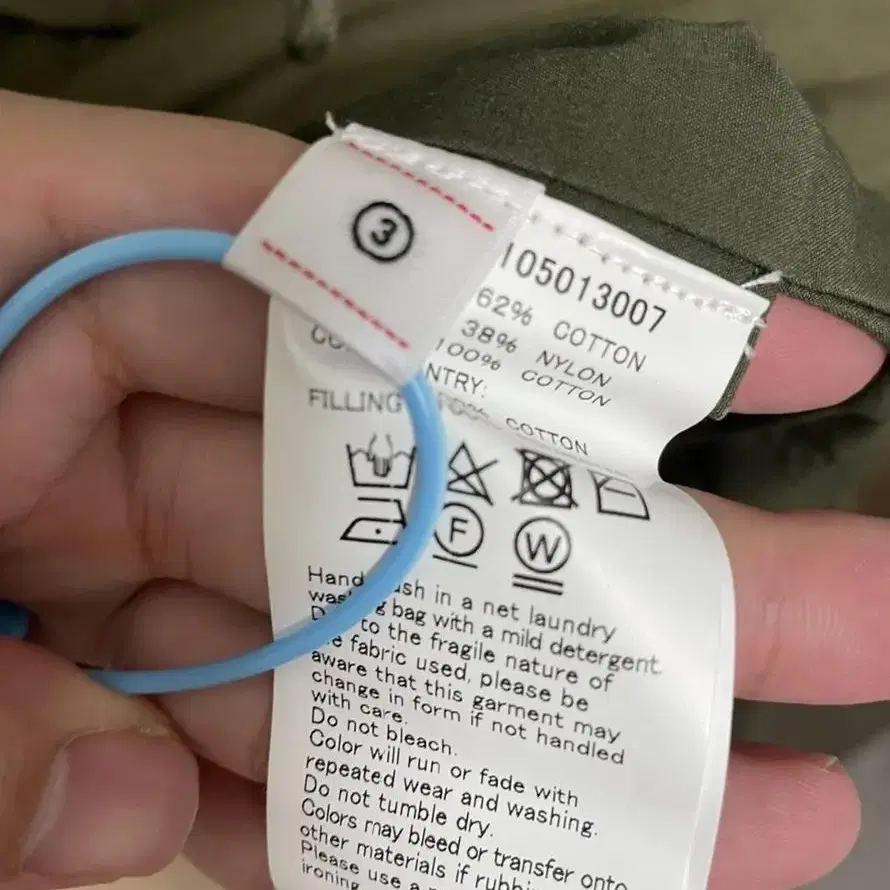 3
105013007
62% COTTON
38% NYLON
100% COTTON
NTRY:
FILLING COTTON
F
W
Hand in a net laundry
bag with a mild detergent.
to the fragile nature of
fabric used, please be
aware that this garment may
change in form if not handled
with care.
Do not bleach.
Color will run or fade with
repeated wear and washing.
Do not tumble dry.
Colors may bleed or transfer onto
other materials if
Please use a
ironing